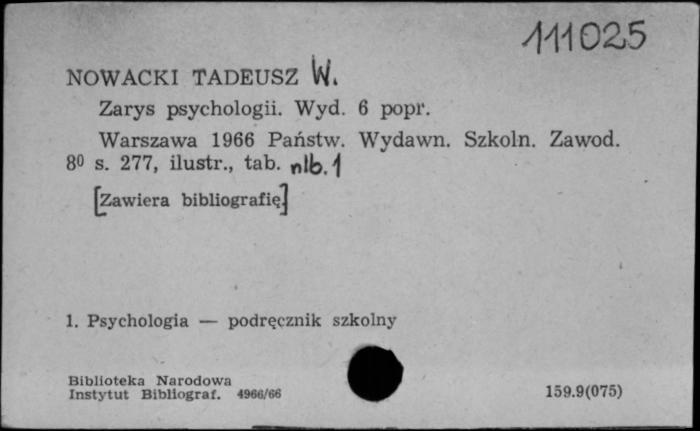 111025
NOWACKI TADEUSZ W.
Zarys psychologii. Wyd. 6 popr.
Warszawa 1966 Państw. Wydawn. Szkoln. Zawod.
8⁰ s. 277, ilustr., tab. nlb. 1
[Zawiera bibliografię]
1. Psychologia — podręcznik szkolny
Biblioteka Narodowa
Instytut Bibliograf. 4966/66
159.9(075)